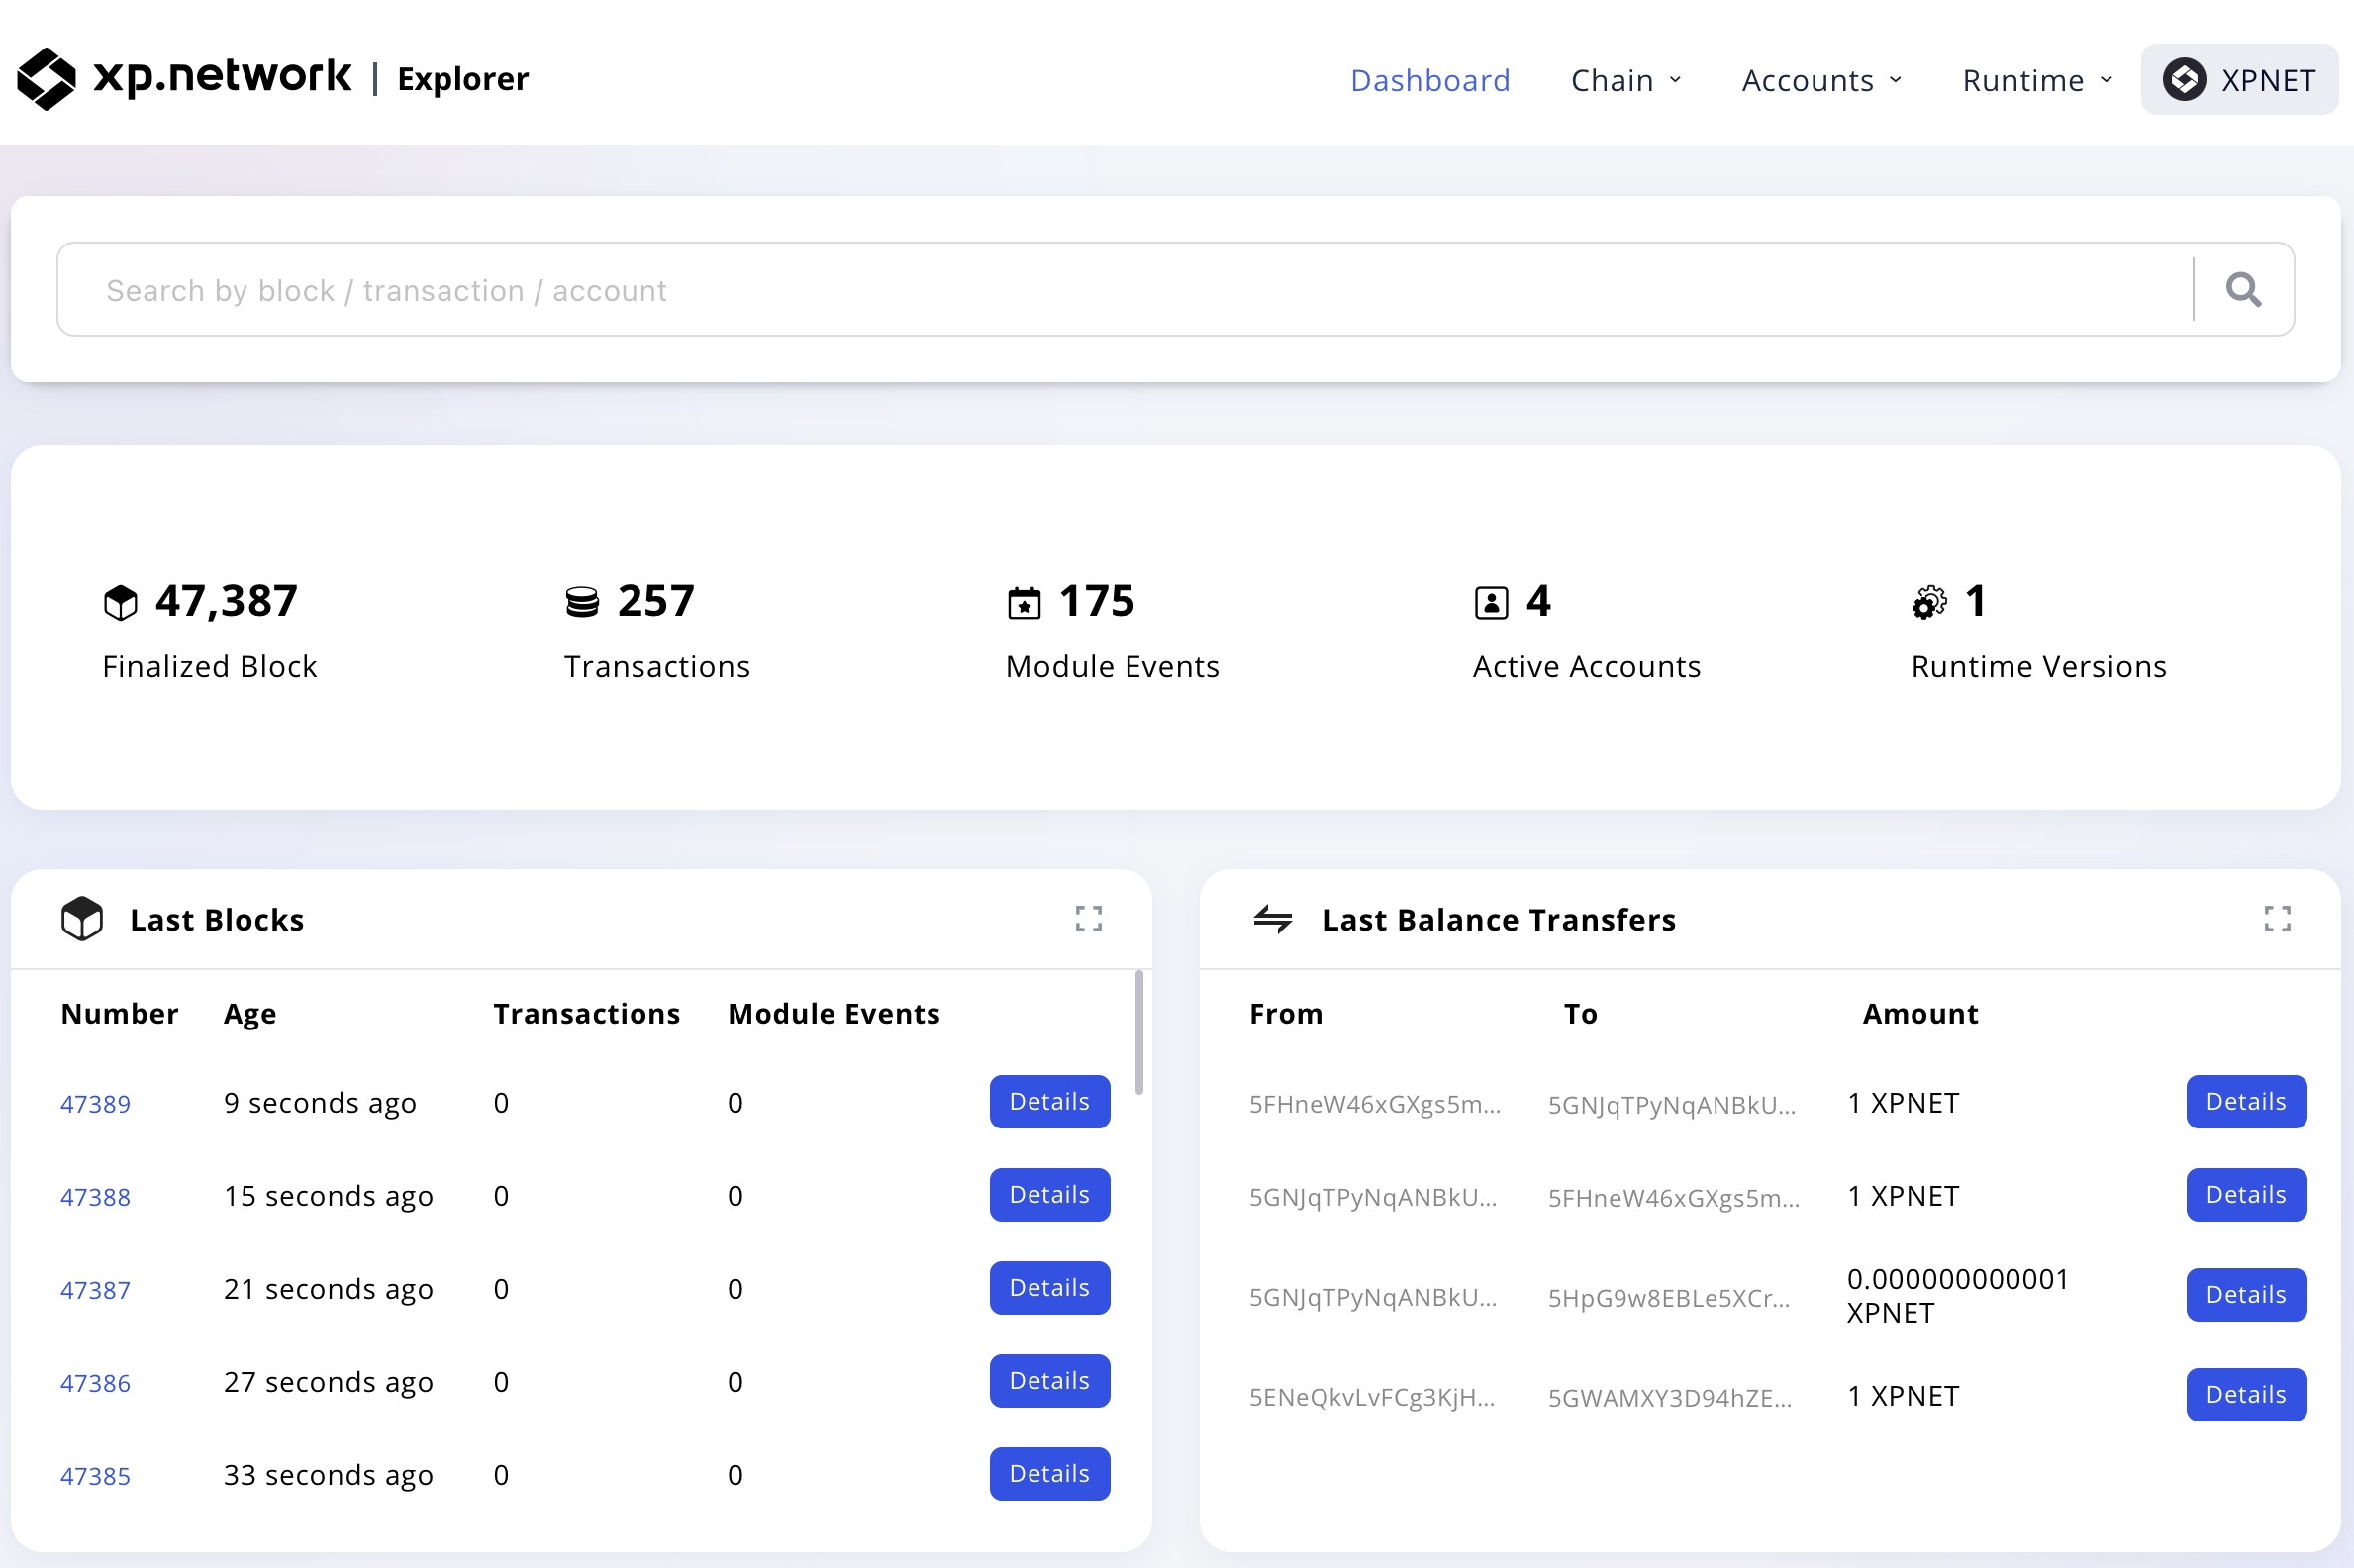 xp.network | Explorer
Dashboard Chain Accounts Runtime XPNET
Search by block / transaction / account
47,387 257 175 4 1
Finalized Block Transactions Module Events Active Accounts Runtime Versions
Last Blocks
Number Age Transactions Module Events
47389 9 seconds ago 0 0 Details
47388 15 seconds ago 0 0 Details
47387 21 seconds ago 0 0 Details
47386 27 seconds ago 0 0 Details
47385 33 seconds ago 0 0 Details
Last Balance Transfers
From To Amount
5FHneW46xGXgs5m... 5GNJqTPyNqANBkU... 1 XPNET Details
5GNJqTPyNqANBkU... 5FHneW46xGXgs5m... 1 XPNET Details
5GNJqTPyNqANBkU... 5HpG9w8EBLe5XCr... 0.000000000001 XPNET Details
5ENeQkvLvFCg3KjH... 5GWAMXY3D94hZE... 1 XPNET Details